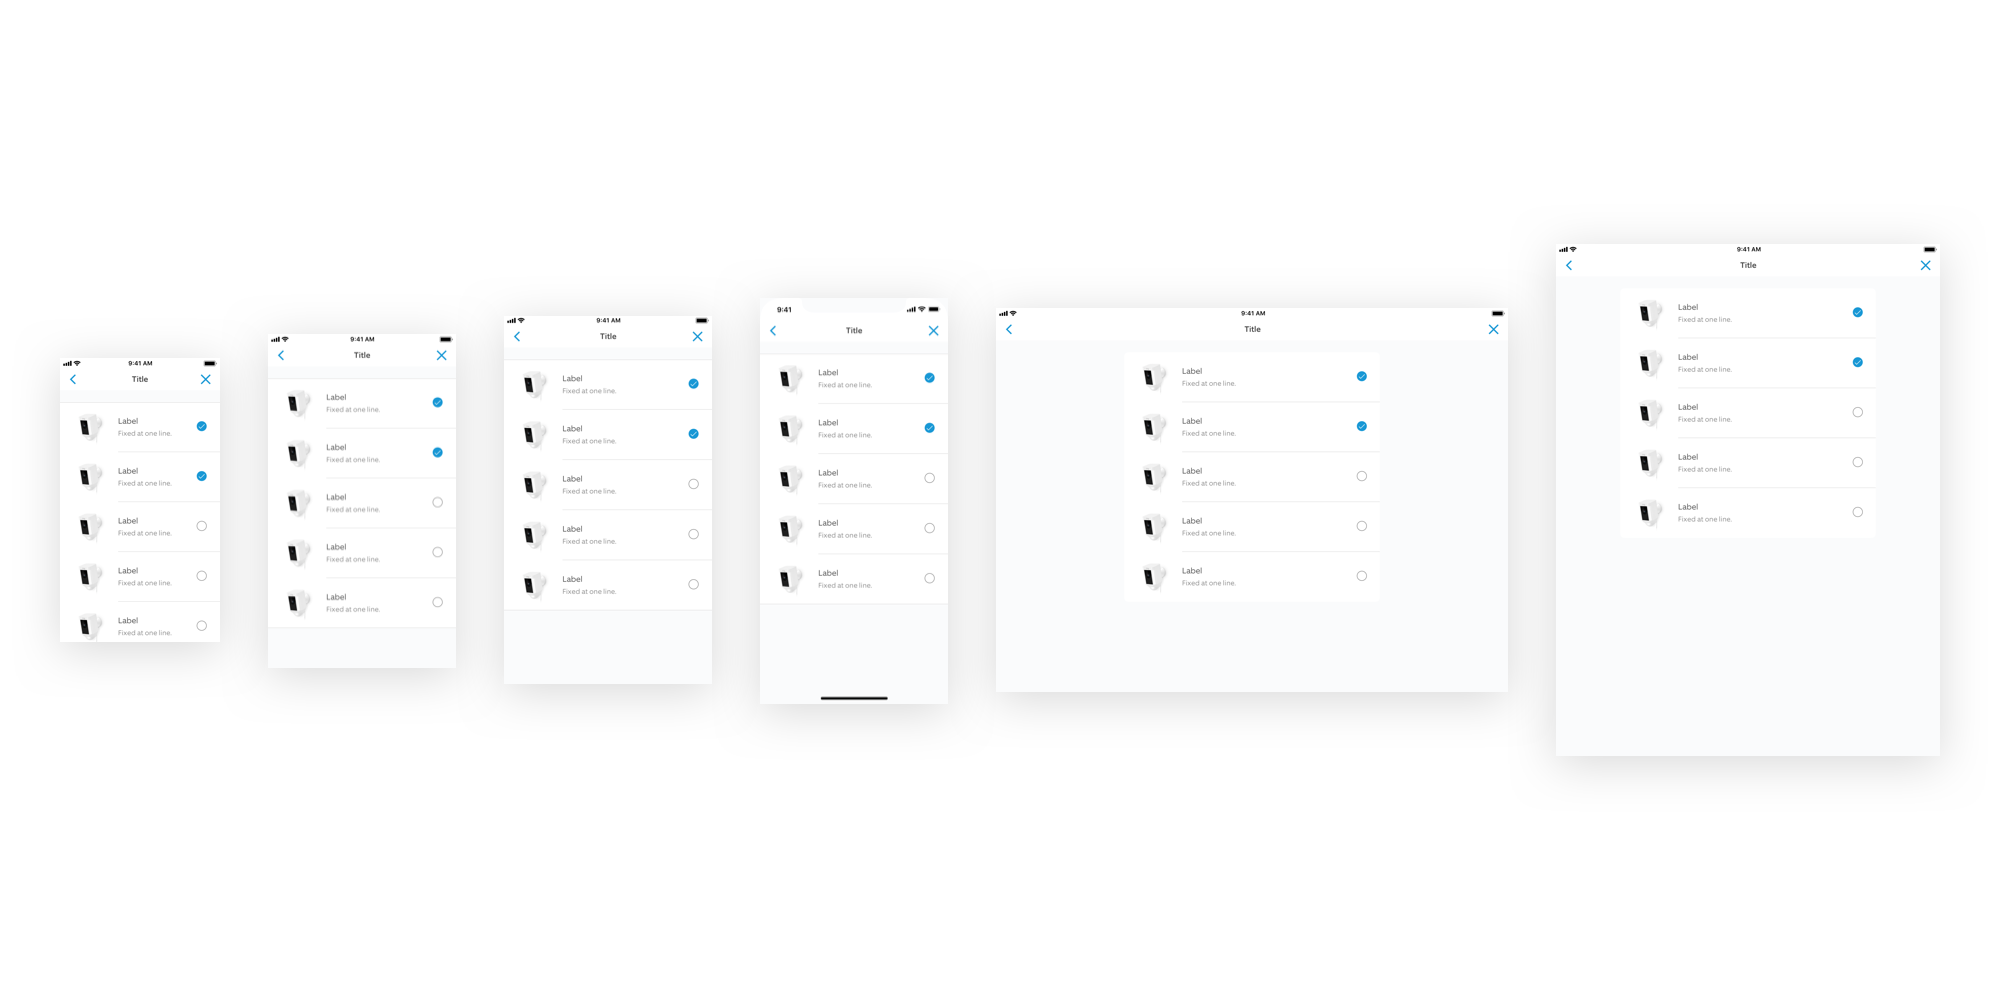 9:41 AM
Title
Label
Fixed at one line.
Label
Fixed at one line.
Label
Fixed at one line.
Label
Fixed at one line.
Label
Fixed at one line.
9:41 AM
Title
Label
Fixed at one line.
Label
Fixed at one line.
Label
Fixed at one line.
Label
Fixed at one line.
Label
Fixed at one line.
9:41 AM
Title
Label
Fixed at one line.
Label
Fixed at one line.
Label
Fixed at one line.
Label
Fixed at one line.
Label
Fixed at one line.
9:41
Title
Label
Fixed at one line.
Label
Fixed at one line.
Label
Fixed at one line.
Label
Fixed at one line.
Label
Fixed at one line.
9:41 AM
Title
Label
Fixed at one line.
Label
Fixed at one line.
Label
Fixed at one line.
Label
Fixed at one line.
Label
Fixed at one line.
9:41 AM
Title
Label
Fixed at one line.
Label
Fixed at one line.
Label
Fixed at one line.
Label
Fixed at one line.
Label
Fixed at one line.